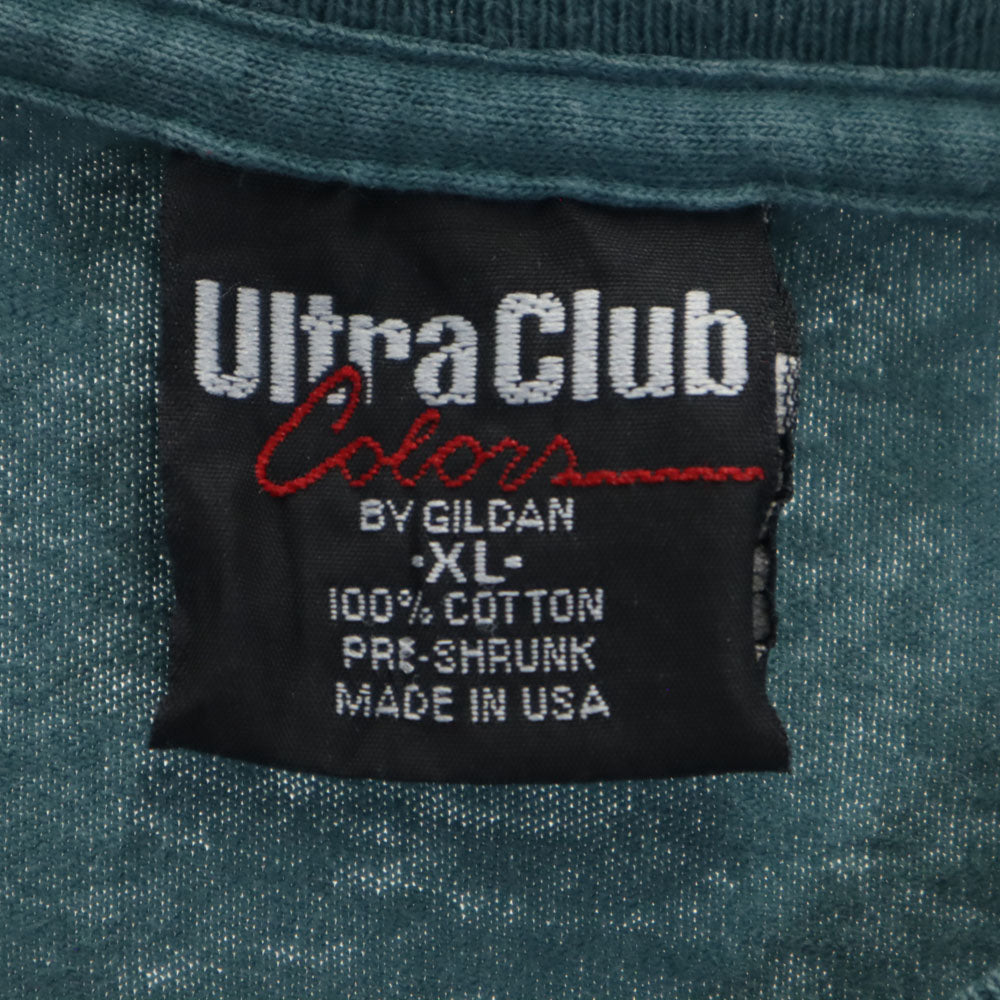 UltraClub
Colors
BY GILDAN
·XL·
100% COTTON
PRE-SHRUNK
MADE IN USA